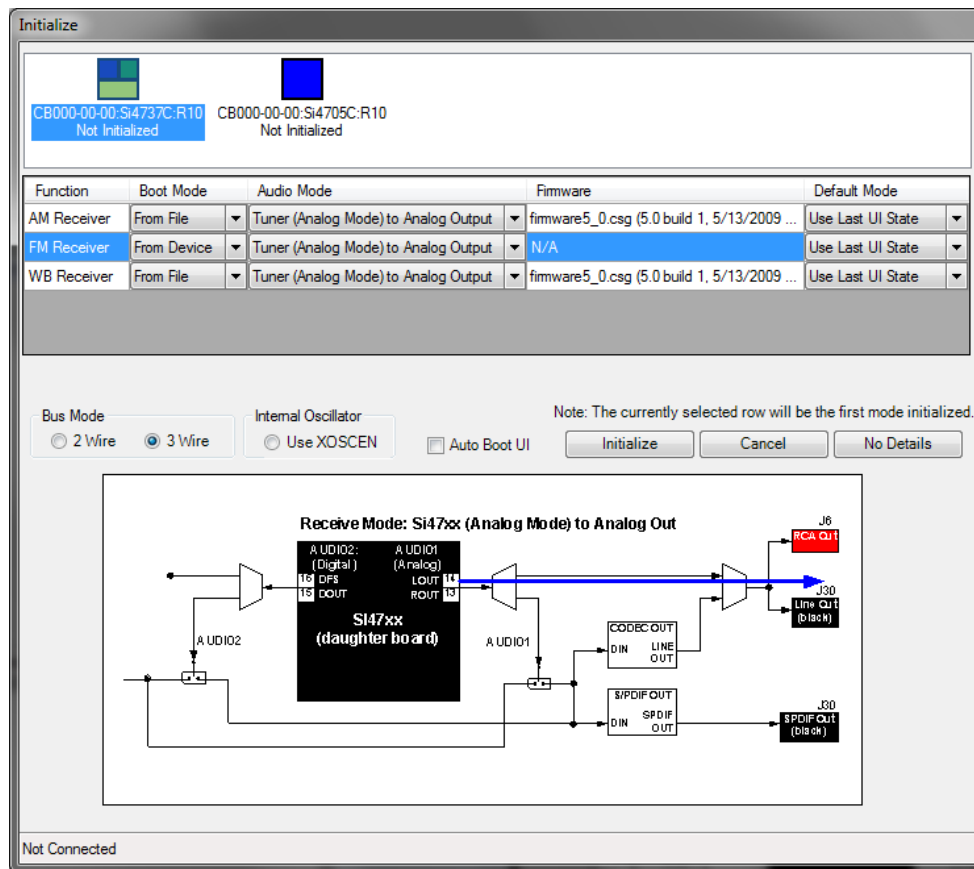 Initialize
CB000-00-00:Si4737C:R10 CB000-00-00:Si4705C:R10
Not Initialized Not Initialized
Function Boot Mode Audio Mode Firmware Default Mode
AM Receiver From File Tuner (Analog Mode) to Analog Output firmware5_0.csg (5.0 build 1, 5/13/2009 ... Use Last UI State
FM Receiver From Device Tuner (Analog Mode) to Analog Output N/A Use Last UI State
WB Receiver From File Tuner (Analog Mode) to Analog Output firmware5_0.csg (5.0 build 1, 5/13/2009 ... Use Last UI State
Note: The currently selected row will be the first mode initialized.
Bus Mode Internal Oscillator
2 Wire 3 Wire Use XOSCEN Auto Boot UI Initialize Cancel No Details
Receive Mode: Si47xx (Analog Mode) to Analog Out
J6
RCA Out
AUDIO2: AUDIO1
(Digital) (Analog)
16 DFS LOUT 14
15 DOUT ROUT 13
J30
Line Out
(black)
SI47xx
(daughter board)
AUDIO2 AUDIO1
CODEC OUT
DIN LINE
OUT
S/PDIF OUT
DIN SPDIF
OUT
J30
SPDIF Out
(black)
Not Connected